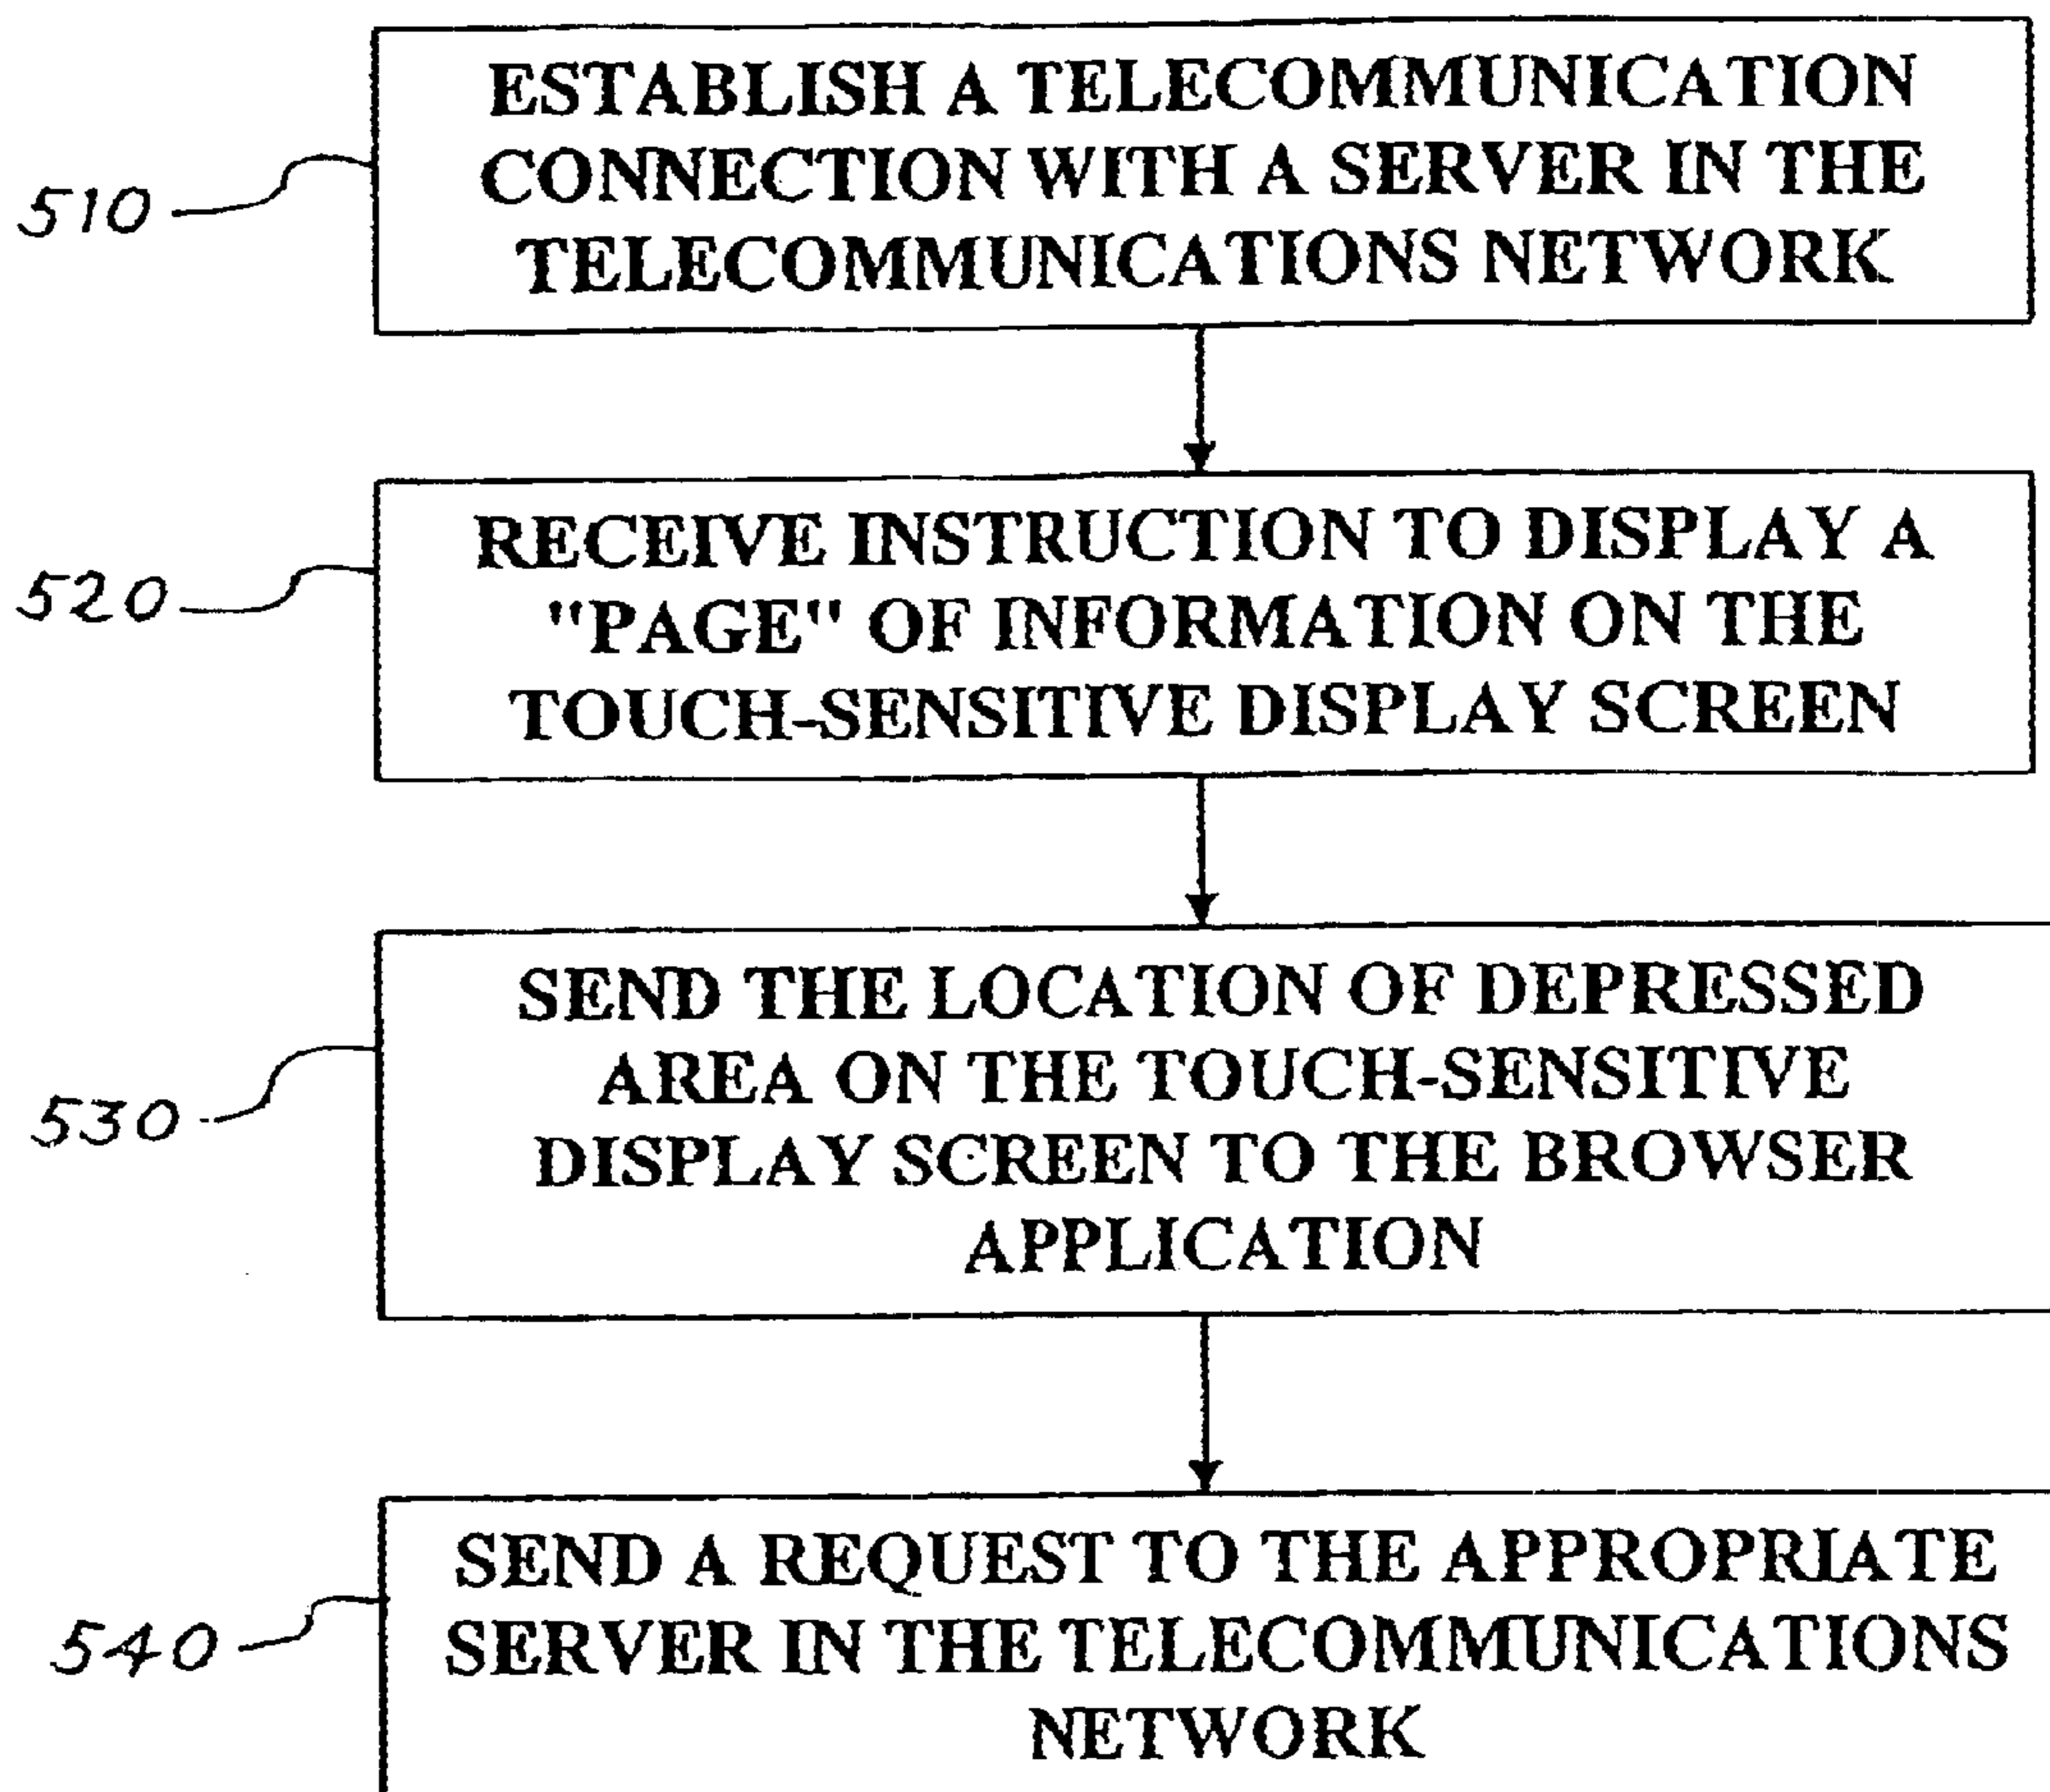 ESTABLISH A TELECOMMUNICATION
CONNECTION WITH A SERVER IN THE
TELECOMMUNICATIONS NETWORK
510
RECEIVE INSTRUCTION TO DISPLAY A
"PAGE" OF INFORMATION ON THE
TOUCH-SENSITIVE DISPLAY SCREEN
520
SEND THE LOCATION OF DEPRESSED
AREA ON THE TOUCH-SENSITIVE
DISPLAY SCREEN TO THE BROWSER
APPLICATION
530
SEND A REQUEST TO THE APPROPRIATE
SERVER IN THE TELECOMMUNICATIONS
NETWORK
540